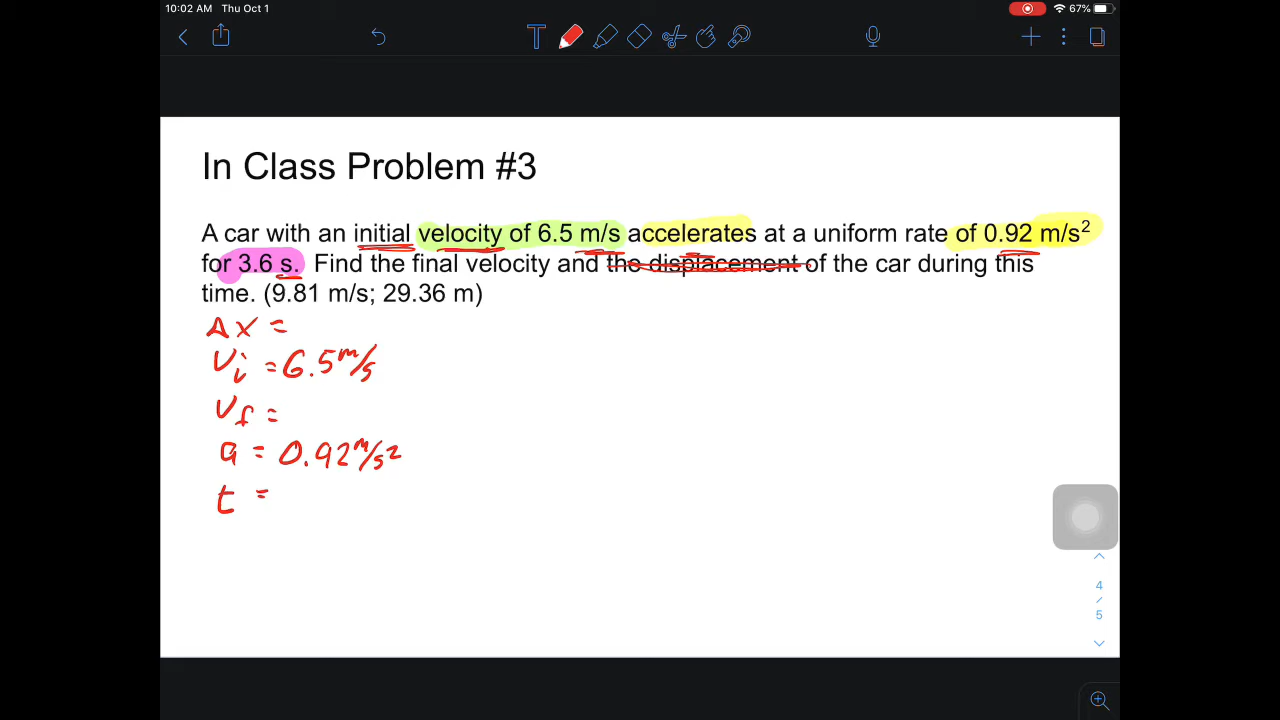 10:02 AM Thu Oct 1
67%
T
In Class Problem #3
A car with an initial velocity of 6.5 m/s accelerates at a uniform rate of 0.92 m/s²
for 3.6 s. Find the final velocity and the displacement of the car during this
time. (9.81 m/s; 29.36 m)
Δx =
Vi = 6.5 m/s
Vf =
a = 0.92 m/s²
t =
4
/
5